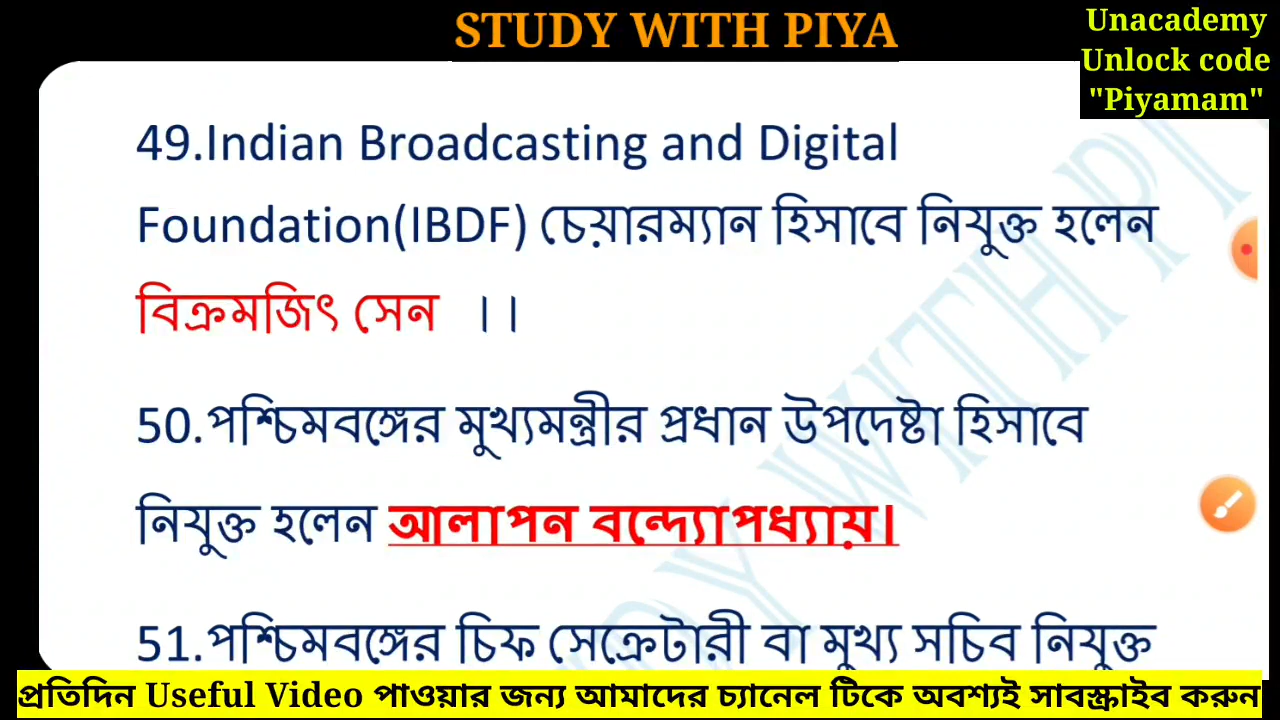 STUDY WITH PIYA
Unacademy
Unlock code
"Piyamam"
49.Indian Broadcasting and Digital
Foundation(IBDF) চেয়ারম্যান হিসাবে নিযুক্ত হলেন
বিক্রমজিৎ সেন ।।
50.পশ্চিমবঙ্গের মুখ্যমন্ত্রীর প্রধান উপদেষ্টা হিসাবে
নিযুক্ত হলেন আলাপন বন্দ্যোপধ্যায়।
51.পশ্চিমবঙ্গের চিফ সেক্রেটারী বা মুখ্য সচিব নিযুক্ত
প্রতিদিন Useful Video পাওয়ার জন্য আমাদের চ্যানেল টিকে অবশ্যই সাবস্ক্রাইব করুন